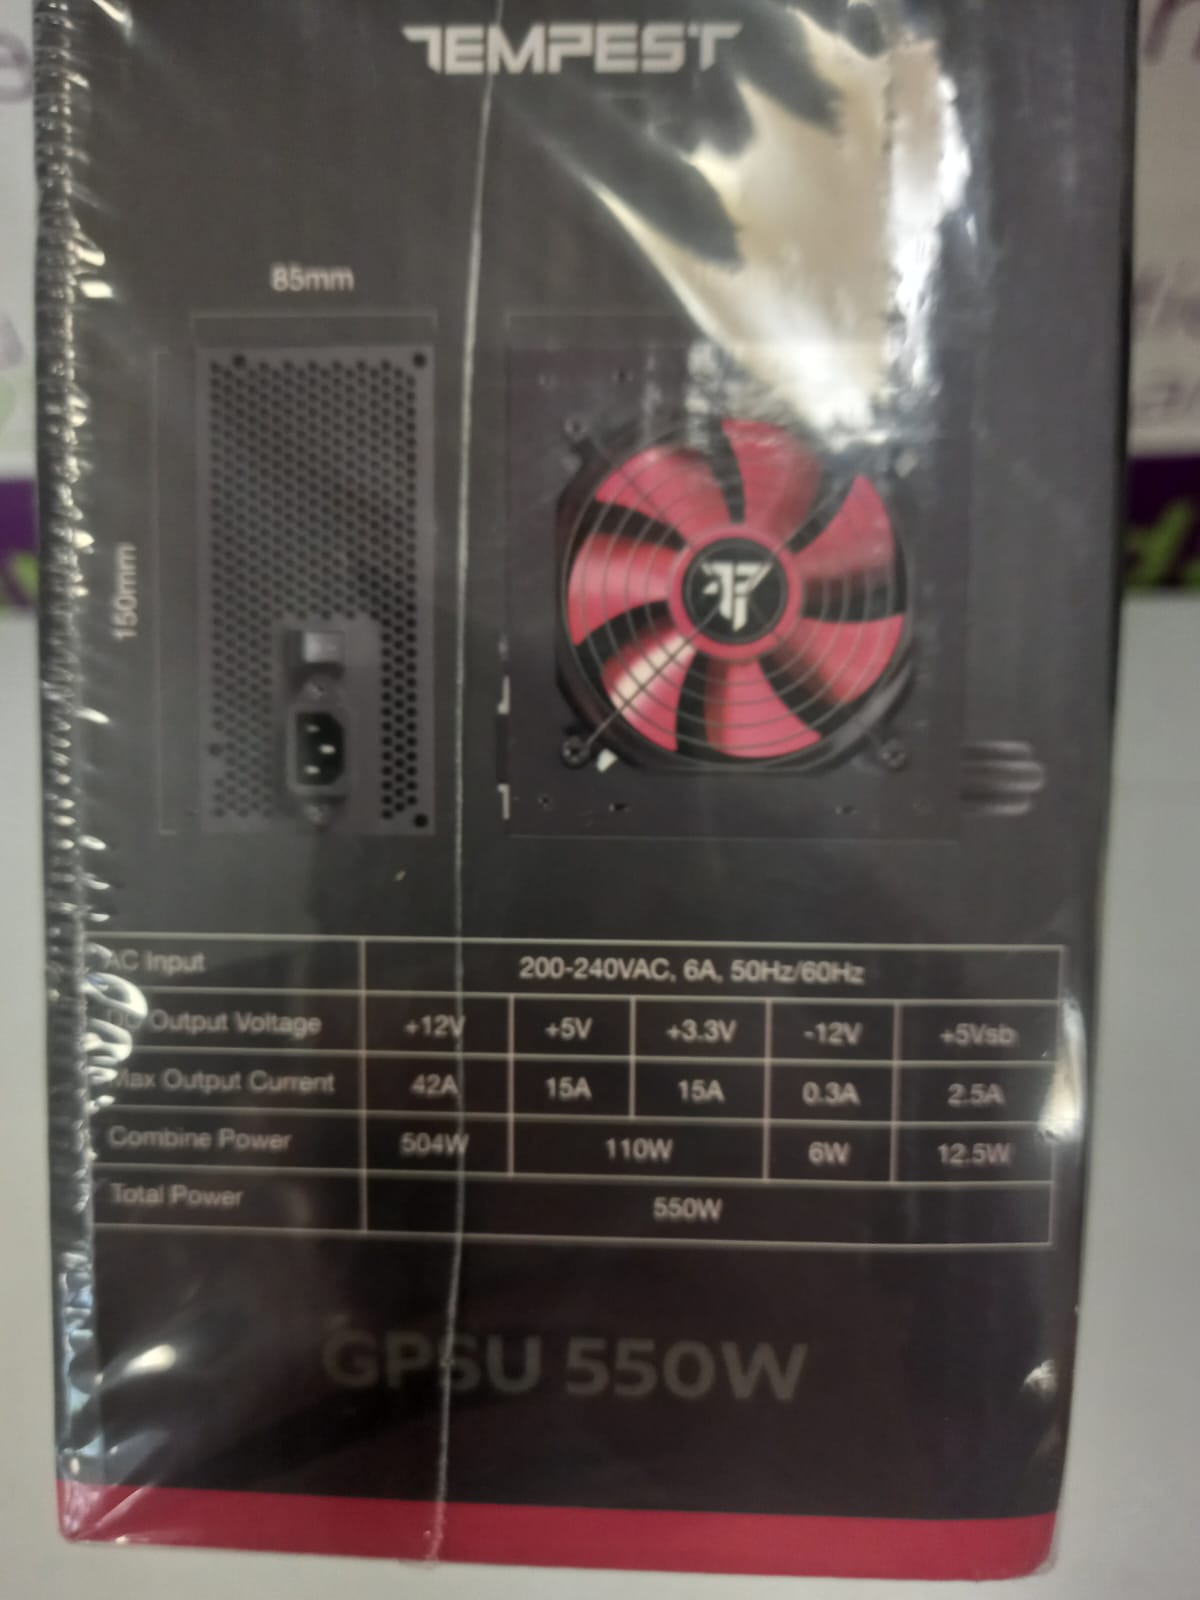 TEMPEST
85mm
150mm
AC Input 200-240VAC, 6A, 50Hz/60Hz
DC Output Voltage +12V +5V +3.3V -12V +5Vsb
Max Output Current 42A 15A 15A 0.3A 2.5A
Combine Power 504W 110W 6W 12.5W
Total Power 550W
GPSU 550W